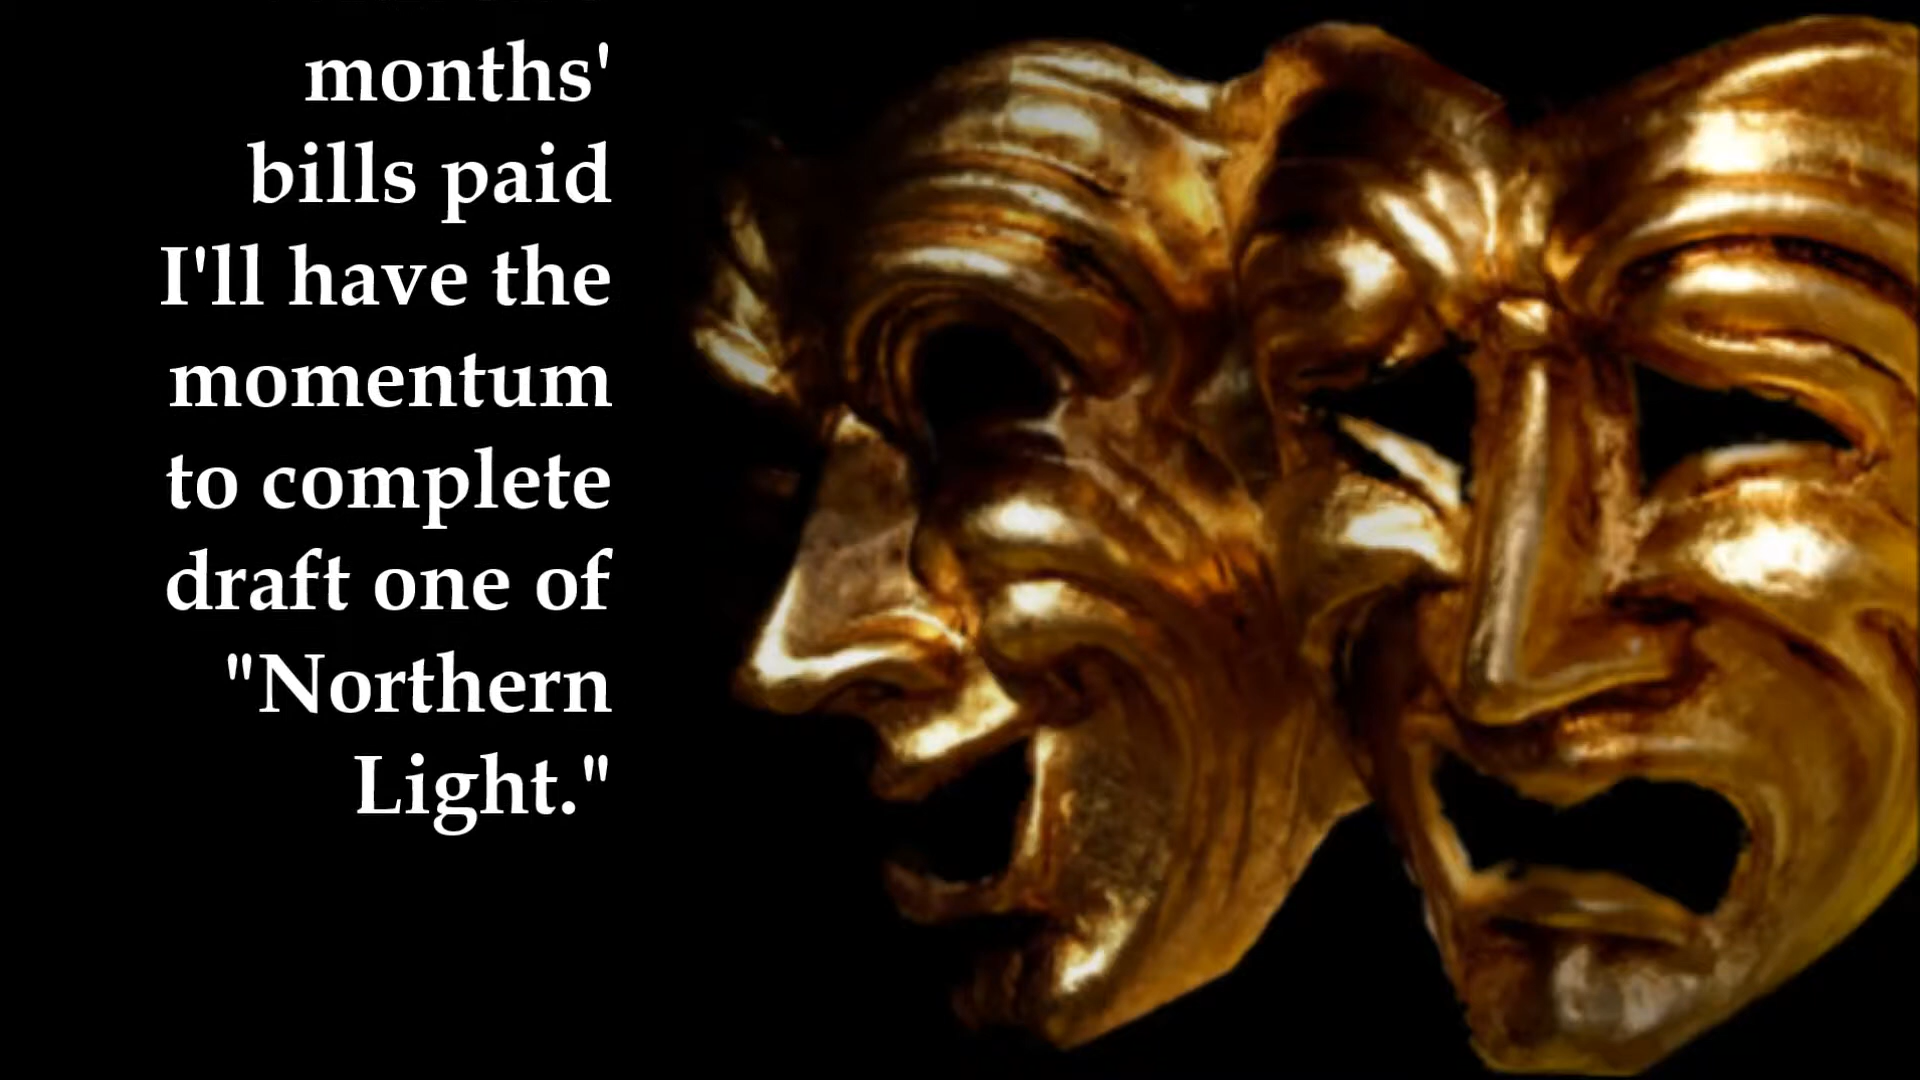 months'
bills paid
I'll have the
momentum
to complete
draft one of
"Northern
Light."